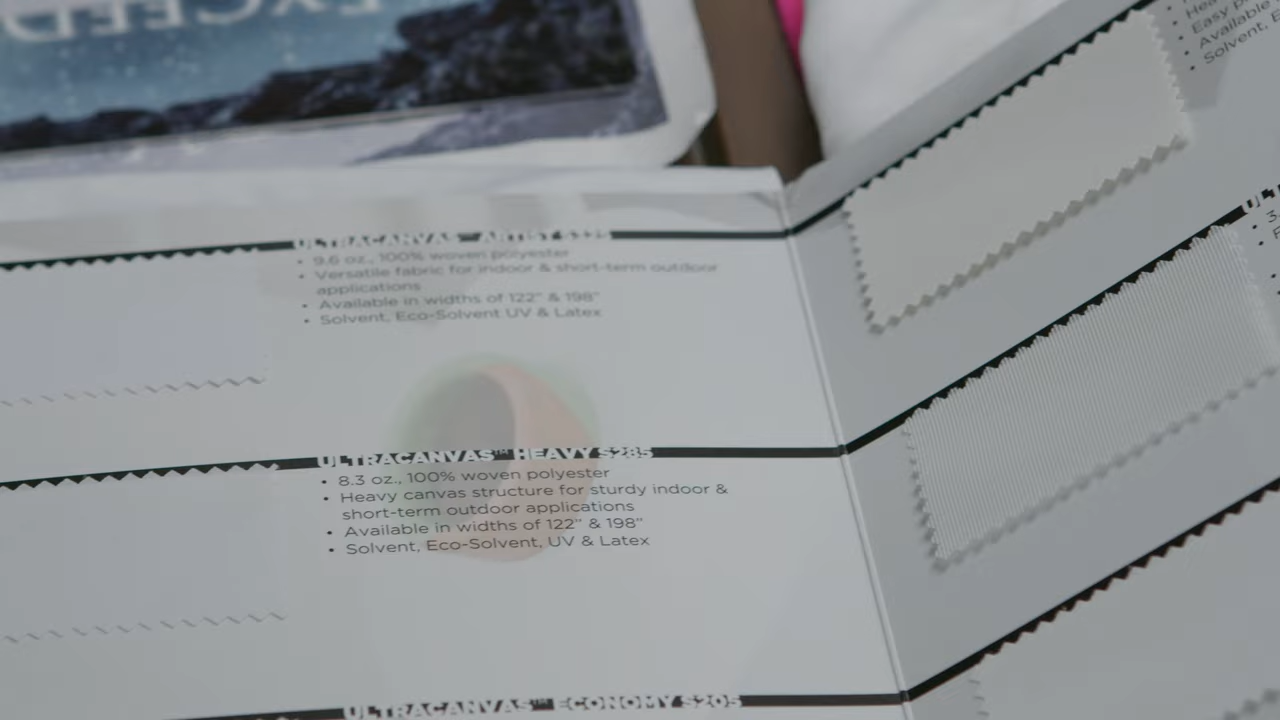 EXCEED
ULTRACANVAS™ ARTIST S325
• 9.6 oz., 100% woven polyester
• Versatile fabric for indoor & short-term outdoor
applications
• Available in widths of 122" & 198"
• Solvent, Eco-Solvent UV & Latex
ULTRACANVAS™ HEAVY S285
• 8.3 oz., 100% woven polyester
• Heavy canvas structure for sturdy indoor &
short-term outdoor applications
• Available in widths of 122" & 198"
• Solvent, Eco-Solvent, UV & Latex
ULTRACANVAS™ ECONOMY S205
• Easy
• Available
• Solvent,